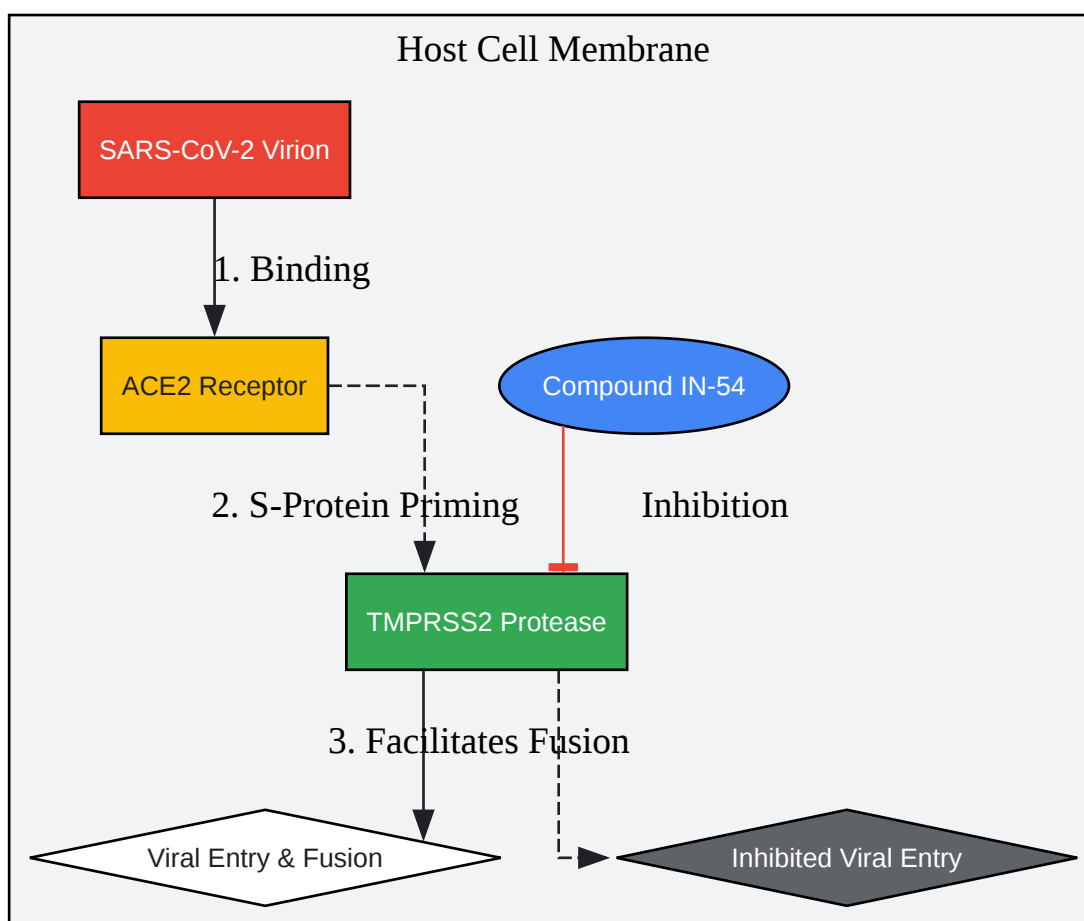 Host Cell Membrane
SARS-CoV-2 Virion
1. Binding
ACE2 Receptor
Compound IN-54
2. S-Protein Priming
Inhibition
TMPRSS2 Protease
3. Facilitates Fusion
Viral Entry & Fusion
Inhibited Viral Entry